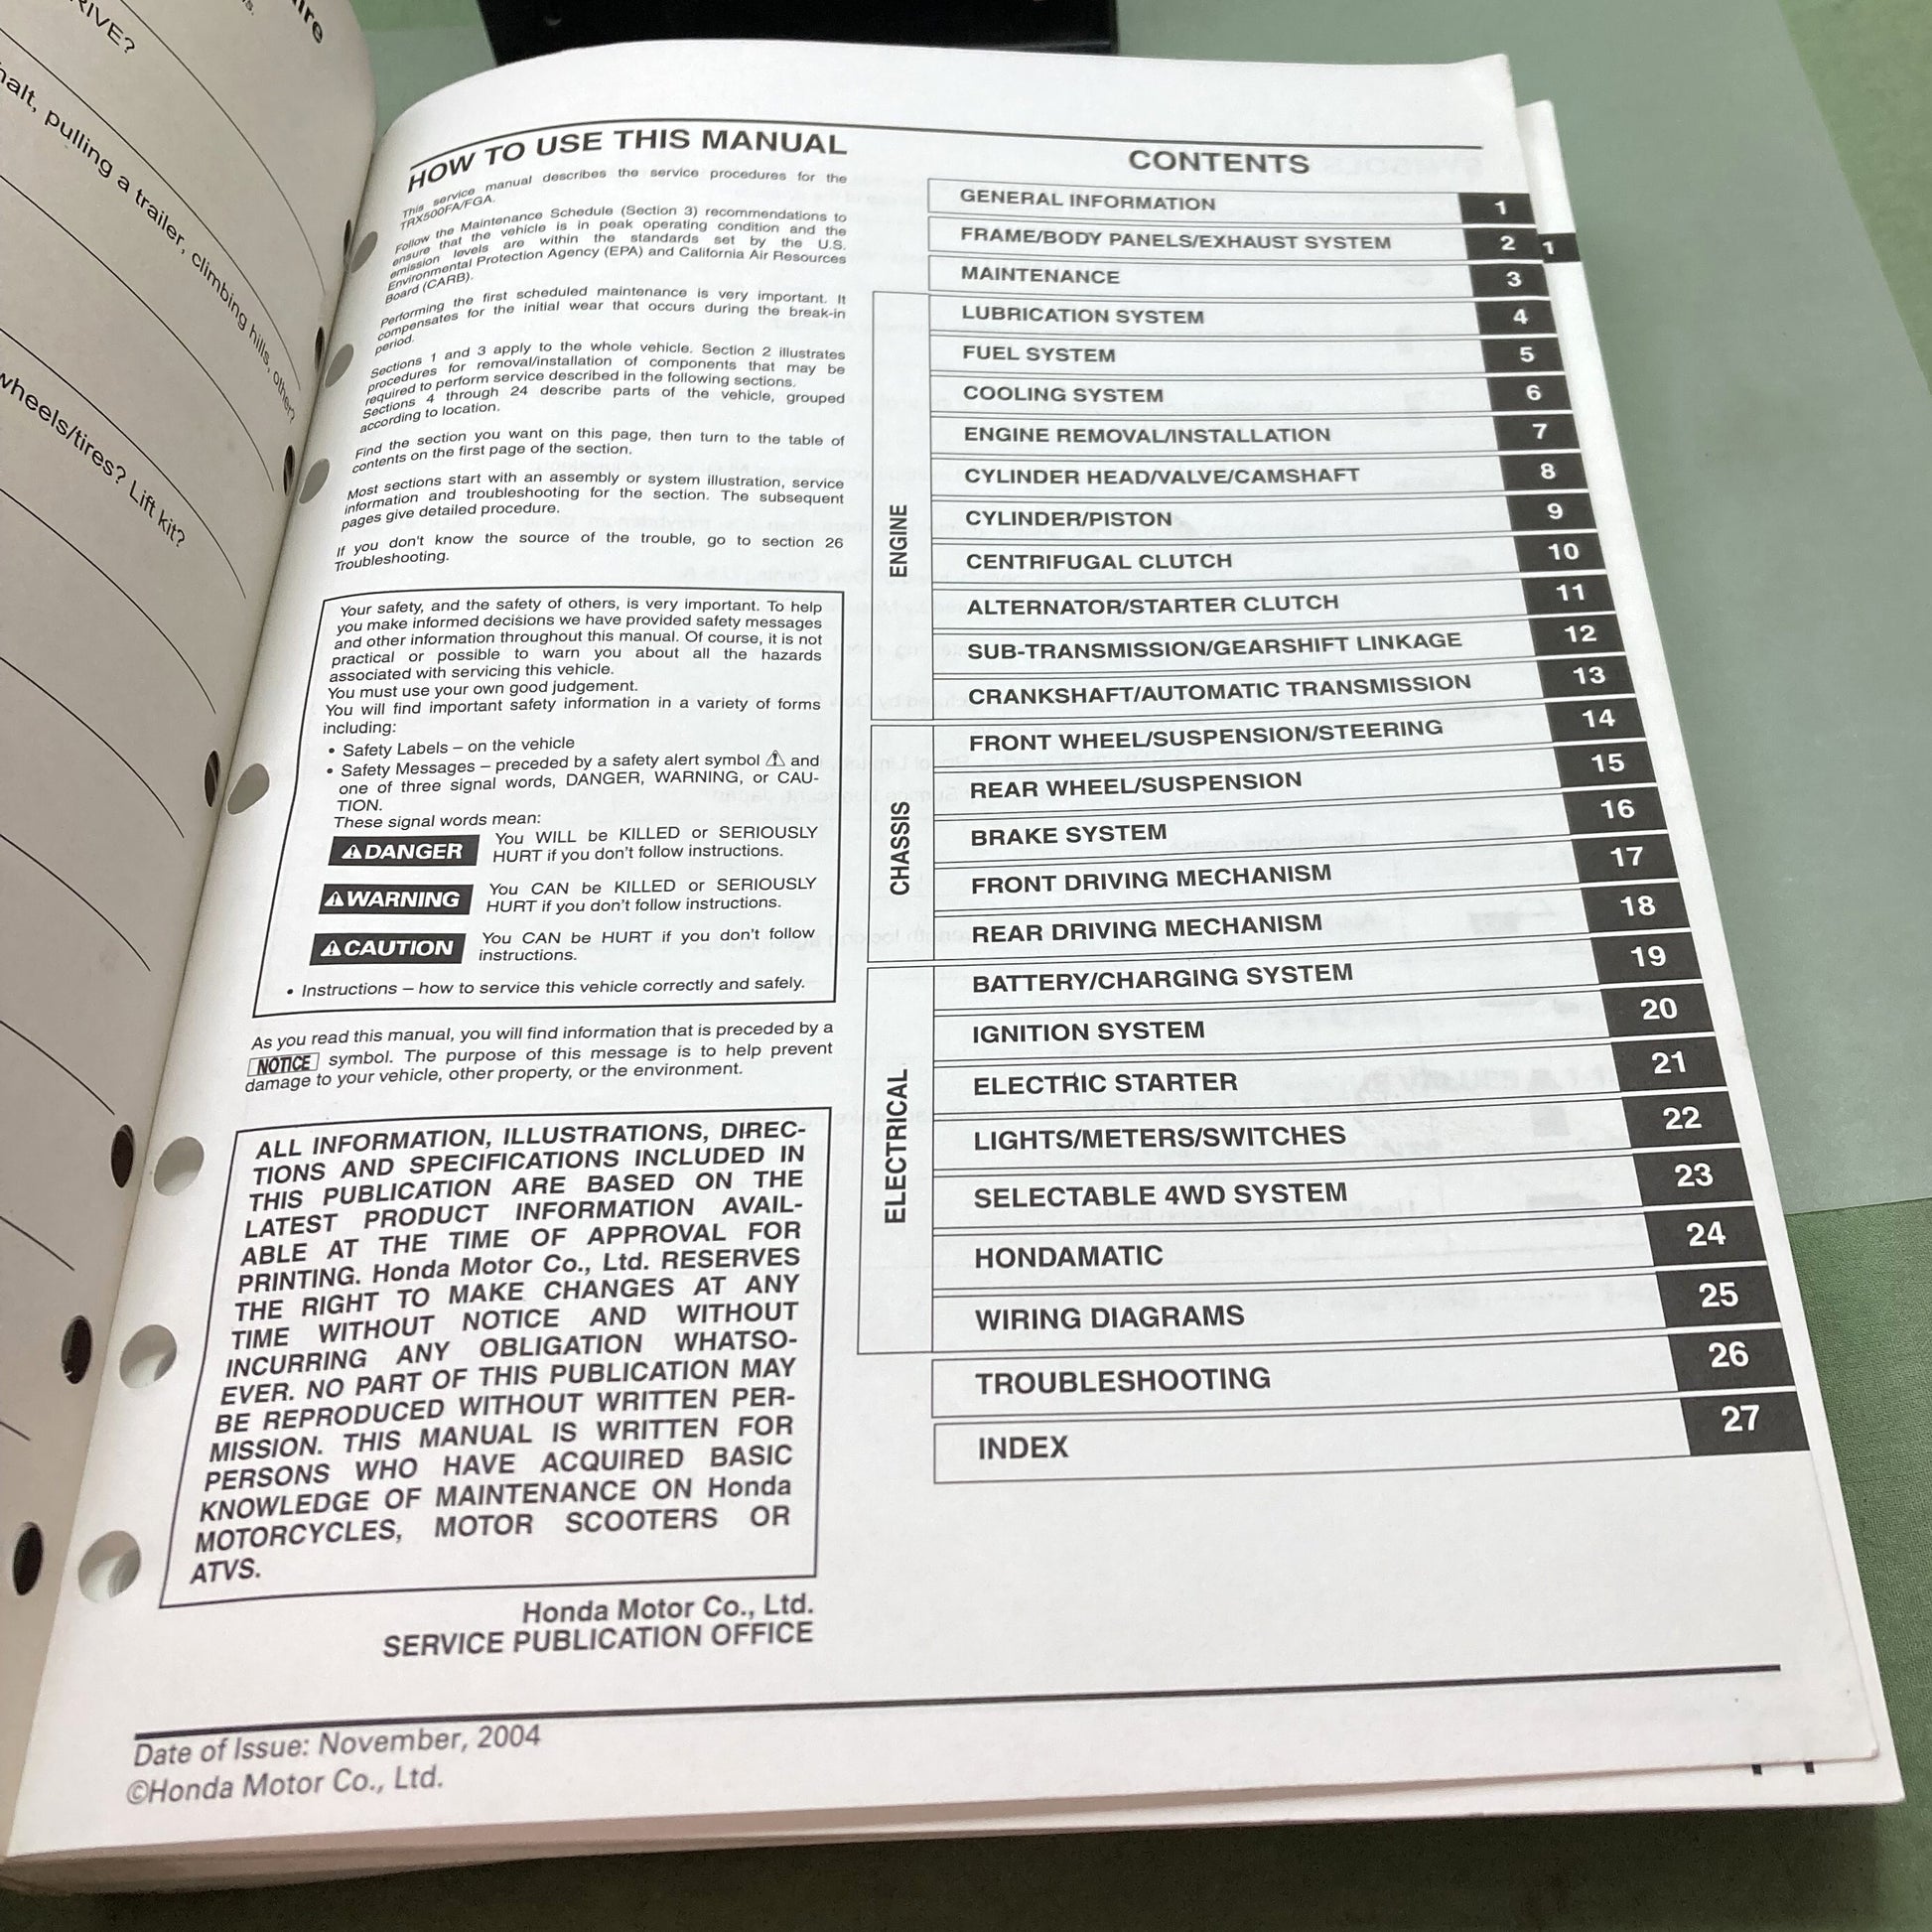 RIVE?
pulling a trailer, climbing hills, other?
wheels/tires? Lift kit?
HOW TO USE THIS MANUAL
This service manual describes the service procedures for the
TRX500FA/FGA.
Follow the Maintenance Schedule (Section 3) recommendations to
ensure that the vehicle is in peak operating condition and the
emission levels are within the standards set by the U.S.
Environmental Protection Agency (EPA) and California Air Resources
Board (CARB).
Performing the first scheduled maintenance is very important. It
compensates for the initial wear that occurs during the break-in
period.
Sections 1 and 3 apply to the whole vehicle. Section 2 illustrates
procedures for removal/installation of components that may be
required to perform service described in the following sections.
Sections 4 through 24 describe parts of the vehicle, grouped
according to location.
Find the section you want on this page, then turn to the table of
contents on the first page of the section.
Most sections start with an assembly or system illustration, service
information and troubleshooting for the section. The subsequent
pages give detailed procedure.
If you don't know the source of the trouble, go to section 26
Troubleshooting.
Your safety, and the safety of others, is very important. To help
you make informed decisions we have provided safety messages
and other information throughout this manual. Of course, it is not
practical or possible to warn you about all the hazards
associated with servicing this vehicle.
You must use your own good judgement.
You will find important safety information in a variety of forms
including:
• Safety Labels – on the vehicle
• Safety Messages – preceded by a safety alert symbol ⚠ and
one of three signal words, DANGER, WARNING, or CAU-
TION.
These signal words mean:
⚠DANGER You WILL be KILLED or SERIOUSLY
HURT if you don't follow instructions.
⚠WARNING You CAN be KILLED or SERIOUSLY
HURT if you don't follow instructions.
⚠CAUTION You CAN be HURT if you don't follow
instructions.
• Instructions – how to service this vehicle correctly and safely.
As you read this manual, you will find information that is preceded by a
NOTICE symbol. The purpose of this message is to help prevent
damage to your vehicle, other property, or the environment.
ALL INFORMATION, ILLUSTRATIONS, DIREC-
TIONS AND SPECIFICATIONS INCLUDED IN
THIS PUBLICATION ARE BASED ON THE
LATEST PRODUCT INFORMATION AVAIL-
ABLE AT THE TIME OF APPROVAL FOR
PRINTING. Honda Motor Co., Ltd. RESERVES
THE RIGHT TO MAKE CHANGES AT ANY
TIME WITHOUT NOTICE AND WITHOUT
INCURRING ANY OBLIGATION WHATSO-
EVER. NO PART OF THIS PUBLICATION MAY
BE REPRODUCED WITHOUT WRITTEN PER-
MISSION. THIS MANUAL IS WRITTEN FOR
PERSONS WHO HAVE ACQUIRED BASIC
KNOWLEDGE OF MAINTENANCE ON Honda
MOTORCYCLES, MOTOR SCOOTERS OR
ATVS.
Honda Motor Co., Ltd.
SERVICE PUBLICATION OFFICE
CONTENTS
GENERAL INFORMATION 1
FRAME/BODY PANELS/EXHAUST SYSTEM 2
1
MAINTENANCE 3
ENGINE
LUBRICATION SYSTEM 4
FUEL SYSTEM 5
COOLING SYSTEM 6
ENGINE REMOVAL/INSTALLATION 7
CYLINDER HEAD/VALVE/CAMSHAFT 8
CYLINDER/PISTON 9
CENTRIFUGAL CLUTCH 10
ALTERNATOR/STARTER CLUTCH 11
SUB-TRANSMISSION/GEARSHIFT LINKAGE 12
CRANKSHAFT/AUTOMATIC TRANSMISSION 13
CHASSIS
FRONT WHEEL/SUSPENSION/STEERING 14
REAR WHEEL/SUSPENSION 15
BRAKE SYSTEM 16
FRONT DRIVING MECHANISM 17
REAR DRIVING MECHANISM 18
ELECTRICAL
BATTERY/CHARGING SYSTEM 19
IGNITION SYSTEM 20
ELECTRIC STARTER 21
LIGHTS/METERS/SWITCHES 22
SELECTABLE 4WD SYSTEM 23
HONDAMATIC 24
WIRING DIAGRAMS 25
TROUBLESHOOTING 26
INDEX 27
Date of Issue: November, 2004
©Honda Motor Co., Ltd.